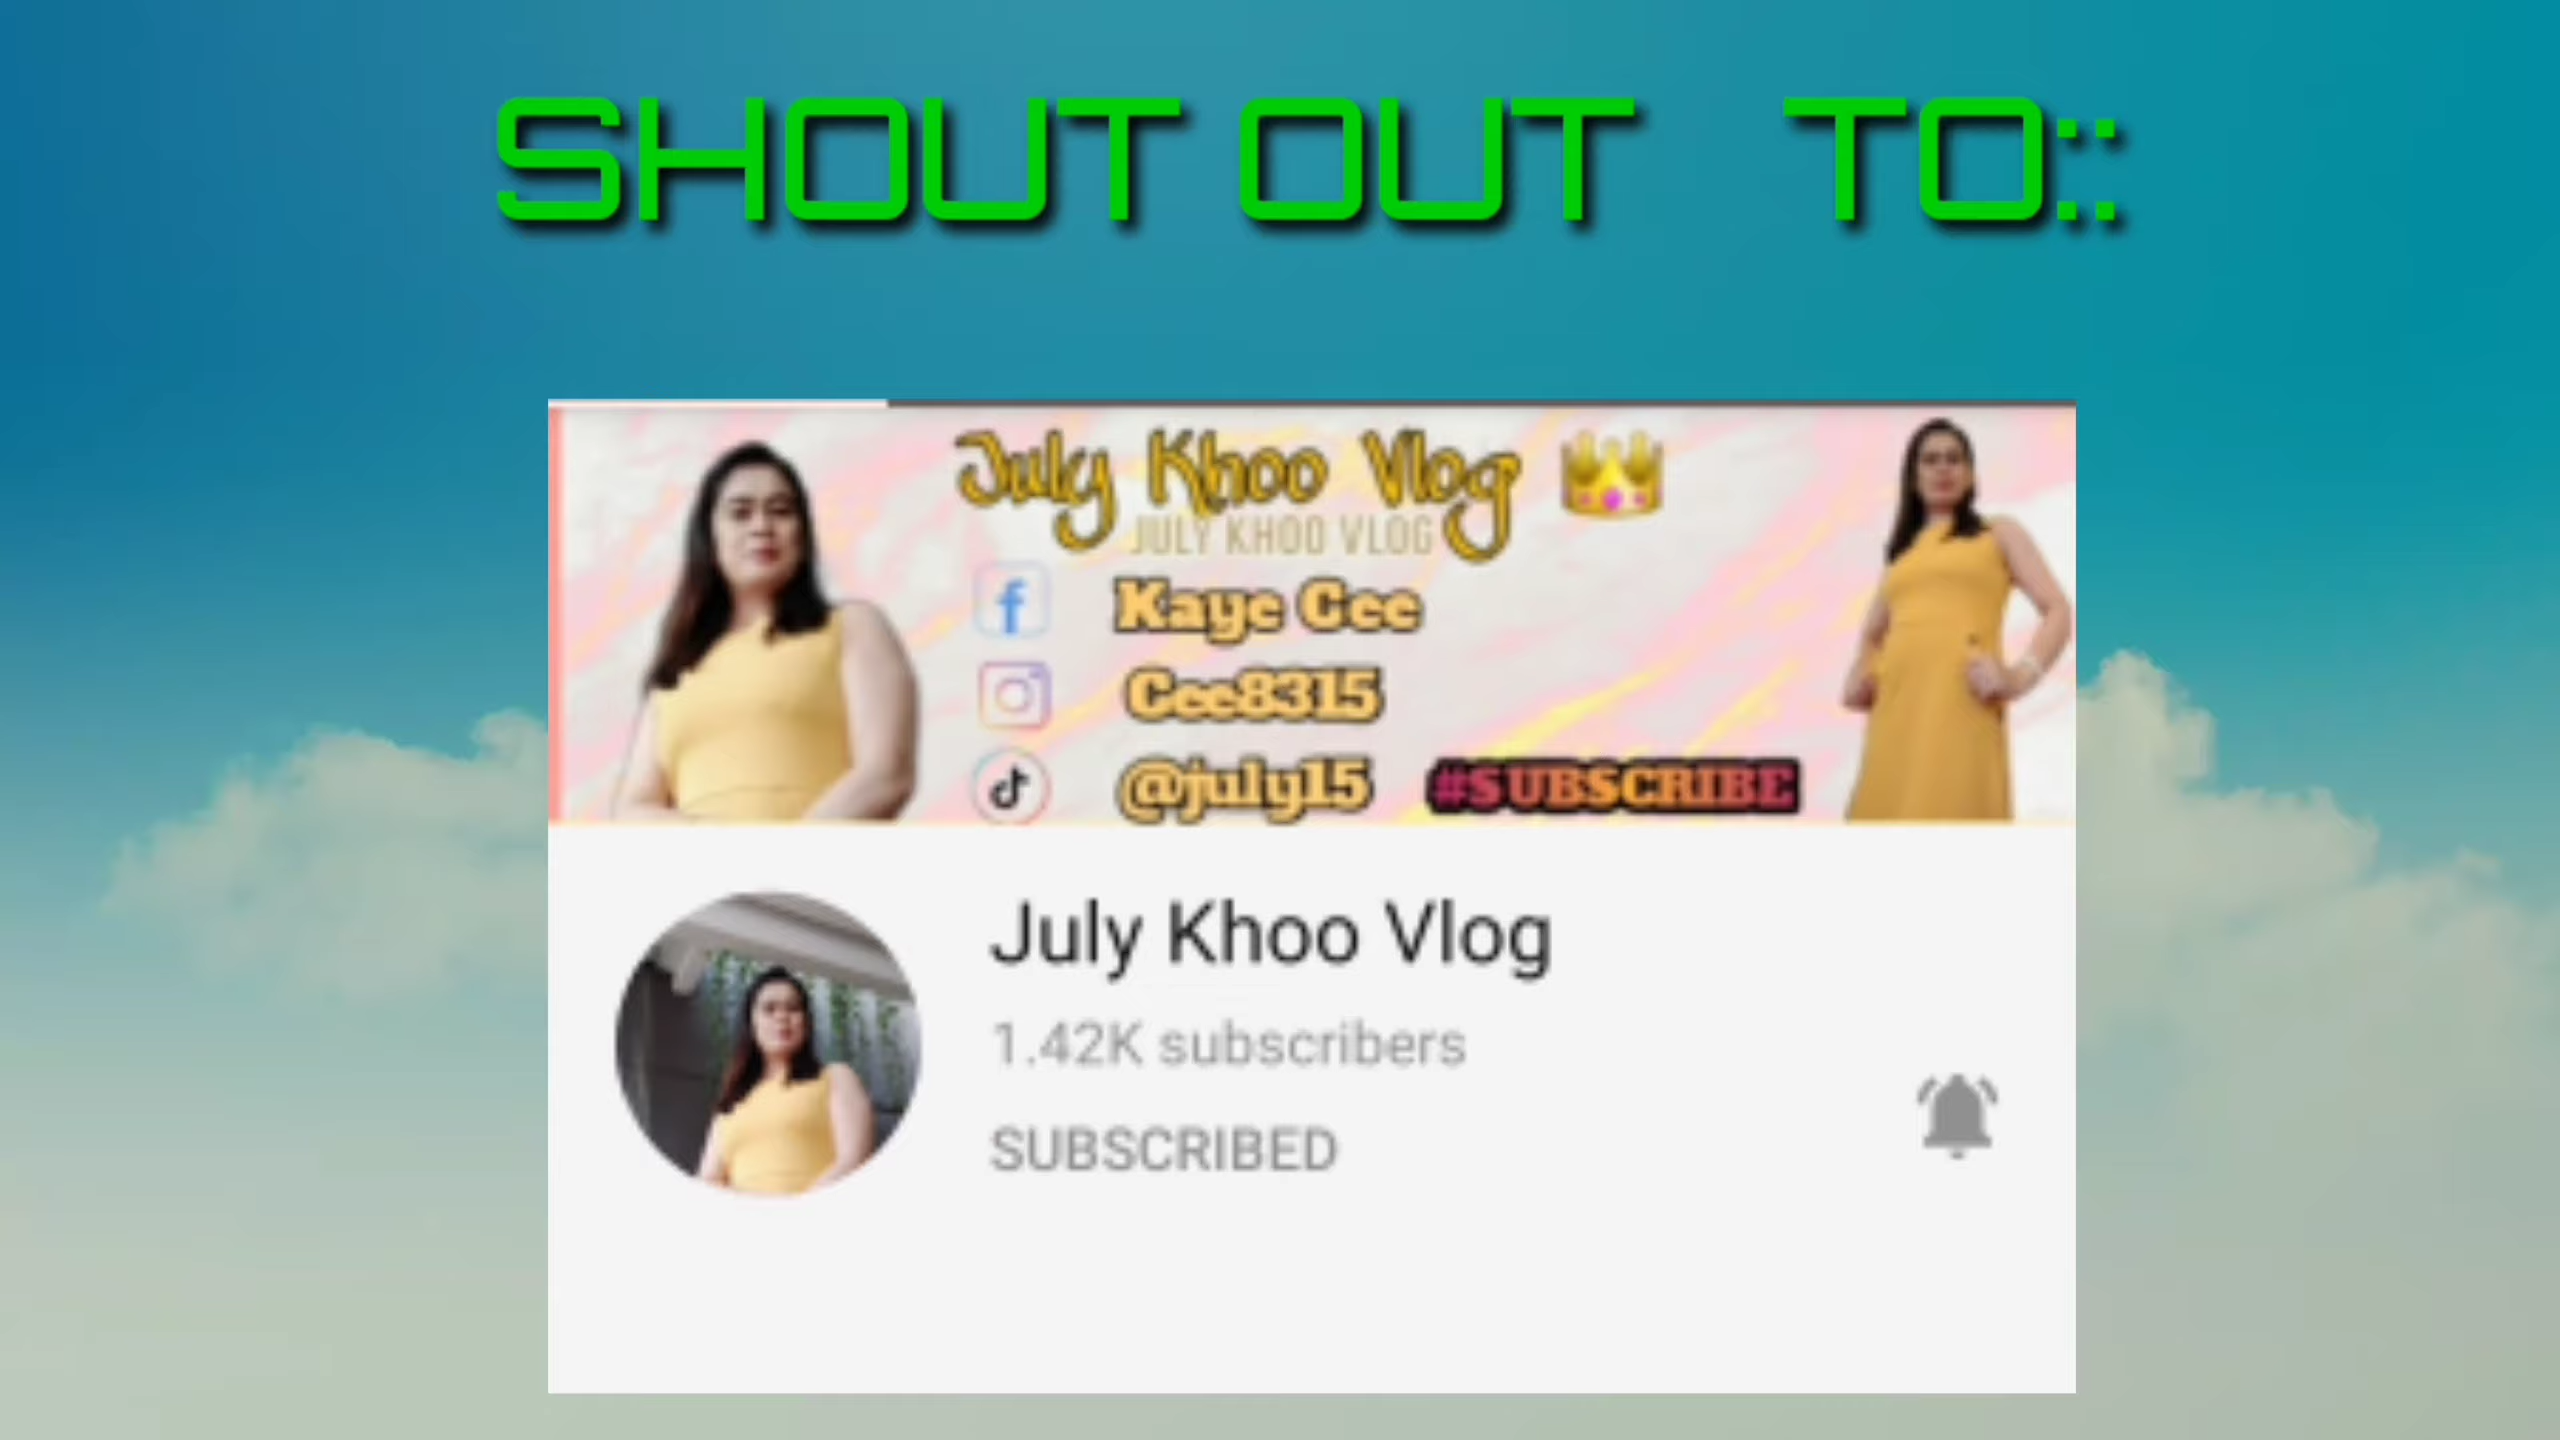 SHOUT OUT TO::
July Khoo Vlog 👑
JULY KHOO VLOG
Kaye Cee
Cee8315
@july15 #SUBSCRIBE
July Khoo Vlog
1.42K subscribers
SUBSCRIBED